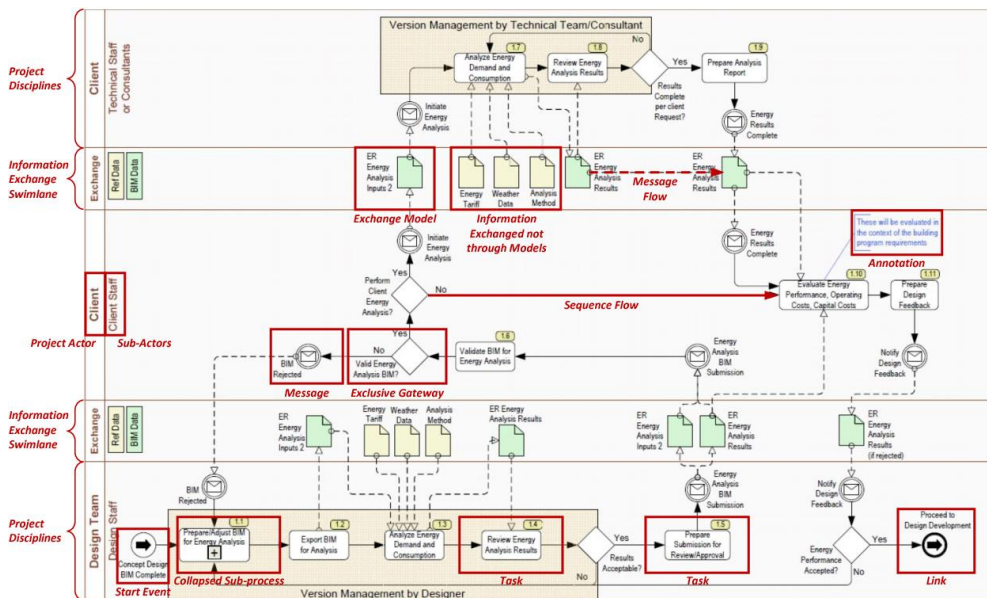 Version Management by Technical Team/Consultant
No
1.7
1.8
1.9
Analyze Energy
Demand and
Consumption
Review Energy
Analysis Results
Yes
Prepare Analysis
Report
Project
Disciplines
Client
Technical Staff
or Consultants
Results
Complete
per client
Request?
Initiate
Energy
Analysis
Energy
Results
Complete
Information
Exchange
Swimlane
Exchange
Ref Data
BIM Data
ER
Energy
Analysis
Inputs 2
Energy
Tariff
Weather
Data
Analysis
Method
ER
Energy
Analysis
Results
Message
Flow
ER
Energy
Analysis
Results
Exchange Model
Information
Exchanged not
through Models
Initiate
Energy
Analysis
Energy
Results
Complete
These will be evaluated in
the context of the building
program requirements
Annotation
Client
Client Staff
Project Actor
Sub-Actors
Perform
Client
Energy
Analysis?
Yes
No
Sequence Flow
1.10
Evaluate Energy
Performance, Operating
Costs, Capital Costs
1.11
Prepare
Design
Feedback
Yes
No
Valid
Energy
Analysis BIM?
1.6
Validate BIM for
Energy Analysis
BIM
Rejected
Message
Exclusive Gateway
Energy
Analysis
BIM
Submission
Notify
Design
Feedback
Information
Exchange
Swimlane
Exchange
Ref Data
BIM Data
ER
Energy
Analysis
Inputs 2
Energy
Tariff
Weather
Data
Analysis
Method
ER Energy
Analysis Results
ER
Energy
Analysis
Inputs 2
ER
Energy
Analysis
Results
ER
Energy
Analysis
Results
(if rejected)
Project
Disciplines
Design Team
Design Staff
BIM
Rejected
Energy
Analysis
BIM
Submission
Notify
Design
Feedback
Concept Design
BIM Complete
Start Event
1.1
Prepare/Adjust BIM
for Energy Analysis
Collapsed Sub-process
1.2
Export BIM
for Analysis
1.3
Analyze Energy
Demand and
Consumption
1.4
Review Energy
Analysis Results
Task
Yes
Results
Acceptable?
No
1.5
Prepare
Submission for
Review/Approval
Task
Energy
Performance
Accepted?
Yes
No
Proceed to
Design Development
Link
Version Management by Designer